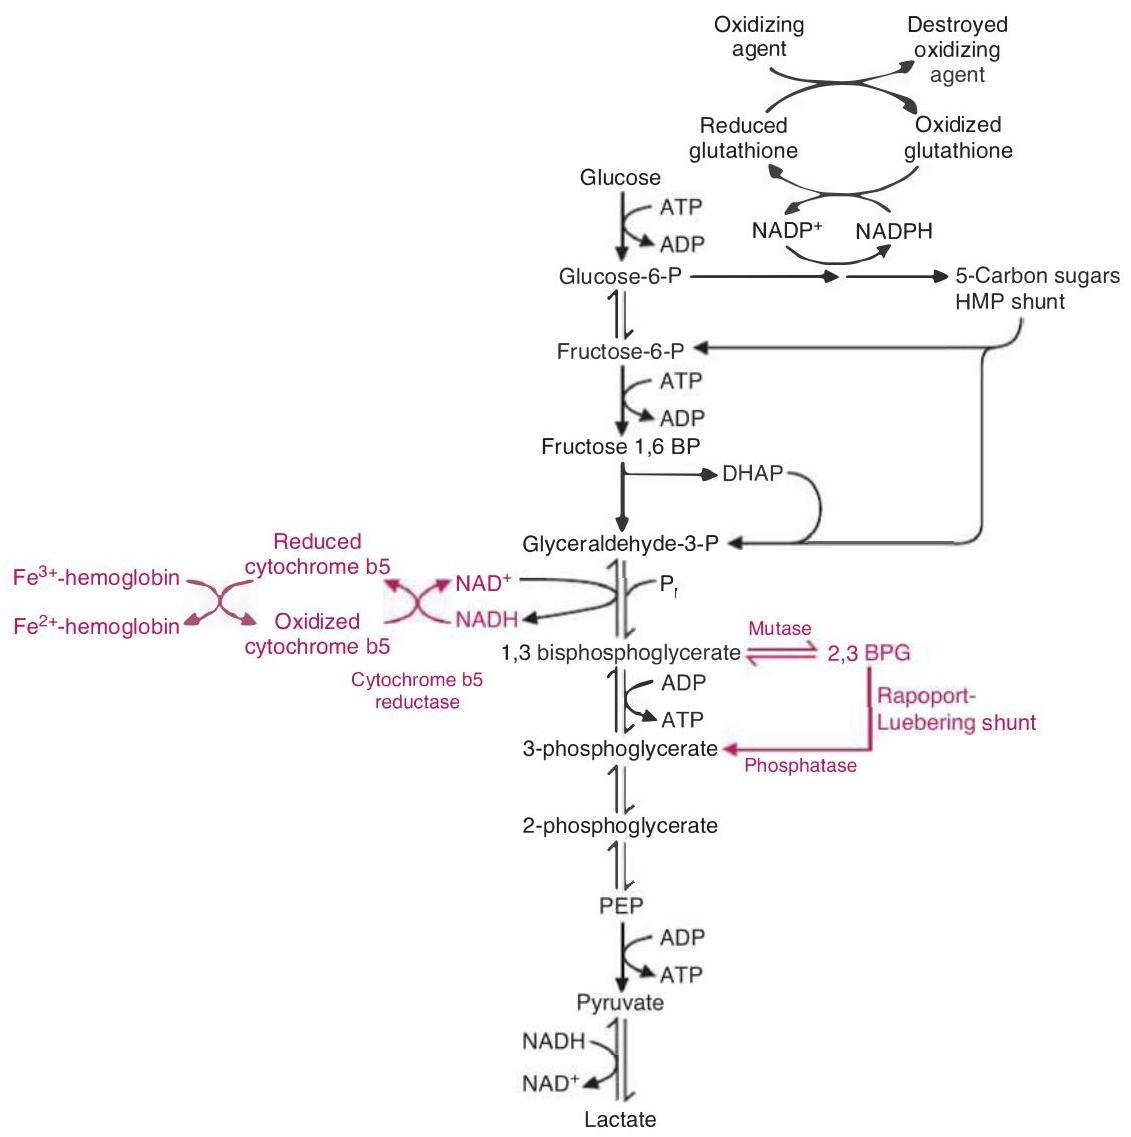 Oxidizing
agent
Destroyed
oxidizing
agent
Reduced
glutathione
Oxidized
glutathione
Glucose
ATP
ADP
NADP+
NADPH
Glucose-6-P
5-Carbon sugars
HMP shunt
Fructose-6-P
ATP
ADP
Fructose 1,6 BP
DHAP
Glyceraldehyde-3-P
Reduced
cytochrome b5
Fe3+-hemoglobin
NAD+
Pi
Fe2+-hemoglobin
Oxidized
cytochrome b5
NADH
Cytochrome b5
reductase
1,3 bisphosphoglycerate
Mutase
2,3 BPG
ADP
ATP
Rapoport-
Luebering shunt
3-phosphoglycerate
Phosphatase
2-phosphoglycerate
PEP
ADP
ATP
Pyruvate
NADH
NAD+
Lactate